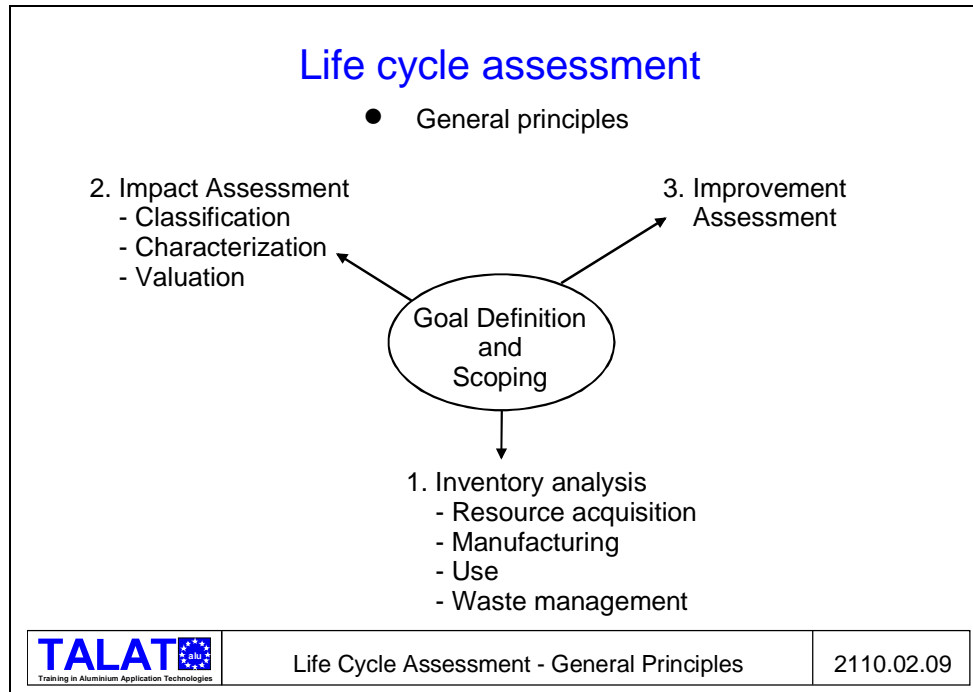 Life cycle assessment
● General principles
2. Impact Assessment
- Classification
- Characterization
- Valuation
3. Improvement
Assessment
Goal Definition
and
Scoping
1. Inventory analysis
- Resource acquisition
- Manufacturing
- Use
- Waste management
TALAT alu
Training in Aluminium Application Technologies
Life Cycle Assessment - General Principles
2110.02.09